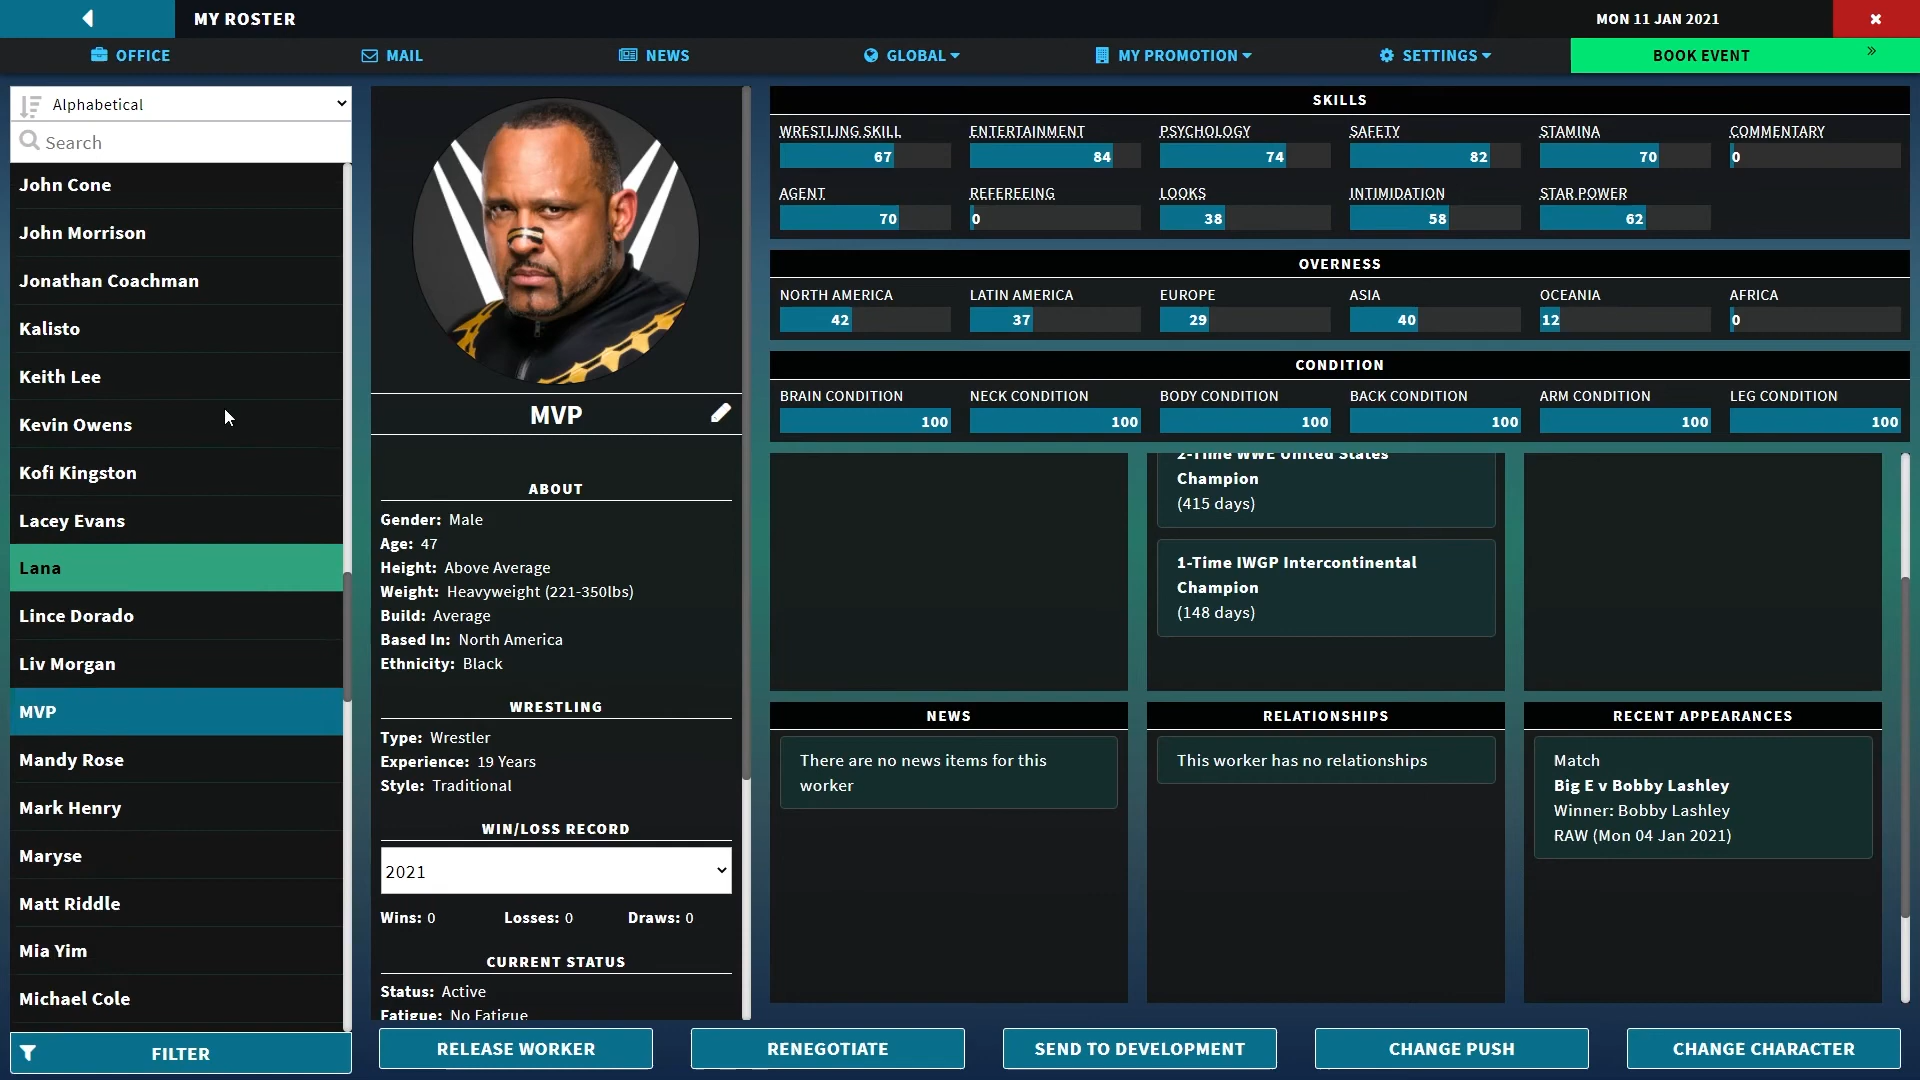 MY ROSTER
MON 11 JAN 2021
OFFICE
MAIL
NEWS
GLOBAL
MY PROMOTION
SETTINGS
BOOK EVENT
Alphabetical
Search
John Cone
John Morrison
Jonathan Coachman
Kalisto
Keith Lee
Kevin Owens
Kofi Kingston
Lacey Evans
Lana
Lince Dorado
Liv Morgan
MVP
Mandy Rose
Mark Henry
Maryse
Matt Riddle
Mia Yim
Michael Cole
FILTER
MVP
ABOUT
Gender: Male
Age: 47
Height: Above Average
Weight: Heavyweight (221-350lbs)
Build: Average
Based In: North America
Ethnicity: Black
WRESTLING
Type: Wrestler
Experience: 19 Years
Style: Traditional
WIN/LOSS RECORD
2021
Wins: 0 Losses: 0 Draws: 0
CURRENT STATUS
Status: Active
Fatigue: No Fatigue
SKILLS
WRESTLING SKILL ENTERTAINMENT PSYCHOLOGY SAFETY STAMINA COMMENTARY
67 84 74 82 70 0
AGENT REFEREEING LOOKS INTIMIDATION STAR POWER
70 0 38 58 62
OVERNESS
NORTH AMERICA LATIN AMERICA EUROPE ASIA OCEANIA AFRICA
42 37 29 40 12 0
CONDITION
BRAIN CONDITION NECK CONDITION BODY CONDITION BACK CONDITION ARM CONDITION LEG CONDITION
100 100 100 100 100 100
2-Time WWE United States
Champion
(415 days)
1-Time IWGP Intercontinental
Champion
(148 days)
NEWS
There are no news items for this
worker
RELATIONSHIPS
This worker has no relationships
RECENT APPEARANCES
Match
Big E v Bobby Lashley
Winner: Bobby Lashley
RAW (Mon 04 Jan 2021)
RELEASE WORKER
RENEGOTIATE
SEND TO DEVELOPMENT
CHANGE PUSH
CHANGE CHARACTER